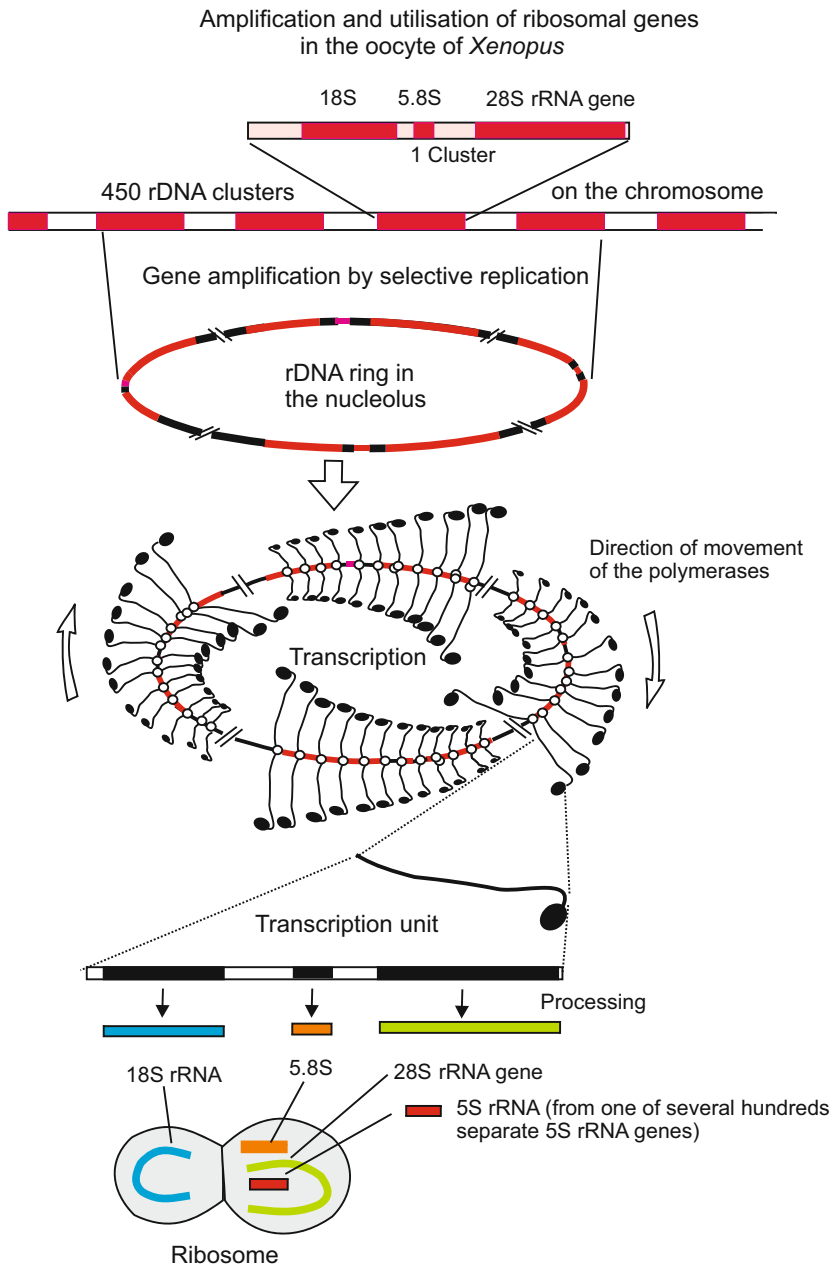 Amplification and utilisation of ribosomal genes
in the oocyte of Xenopus
18S 5.8S 28S rRNA gene
1 Cluster
450 rDNA clusters on the chromosome
Gene amplification by selective replication
rDNA ring in
the nucleolus
Direction of movement
of the polymerases
Transcription
Transcription unit
Processing
18S rRNA
5.8S
28S rRNA gene
5S rRNA (from one of several hundreds
separate 5S rRNA genes)
Ribosome